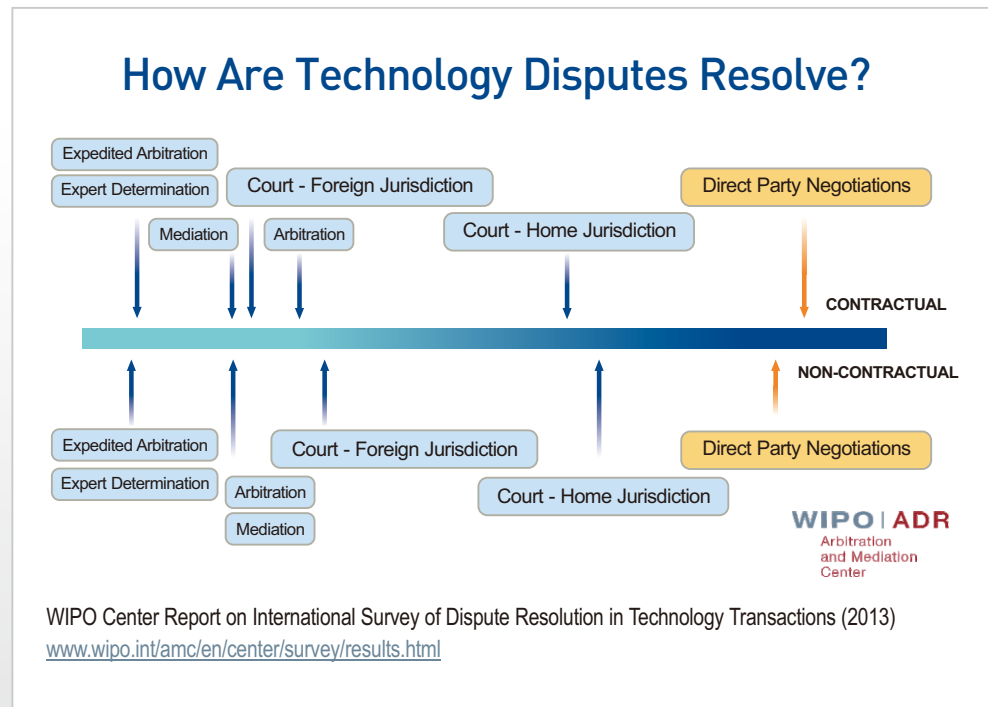 How Are Technology Disputes Resolve?
Expedited Arbitration
Expert Determination
Court - Foreign Jurisdiction
Direct Party Negotiations
Mediation
Arbitration
Court - Home Jurisdiction
CONTRACTUAL
NON-CONTRACTUAL
Expedited Arbitration
Court - Foreign Jurisdiction
Direct Party Negotiations
Expert Determination
Arbitration
Court - Home Jurisdiction
Mediation
WIPO | ADR
Arbitration
and Mediation
Center
WIPO Center Report on International Survey of Dispute Resolution in Technology Transactions (2013)
www.wipo.int/amc/en/center/survey/results.html